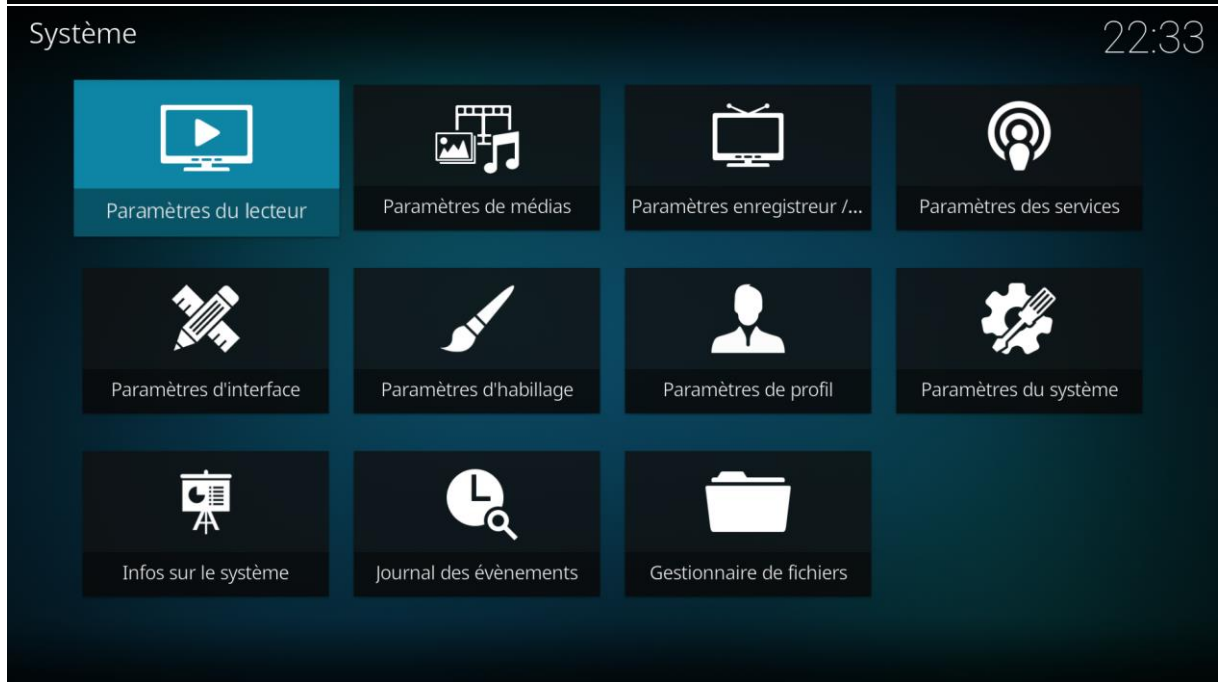 Système
22:33
Paramètres du lecteur
Paramètres de médias
Paramètres enregistreur /...
Paramètres des services
Paramètres d'interface
Paramètres d'habillage
Paramètres de profil
Paramètres du système
Infos sur le système
Journal des évènements
Gestionnaire de fichiers